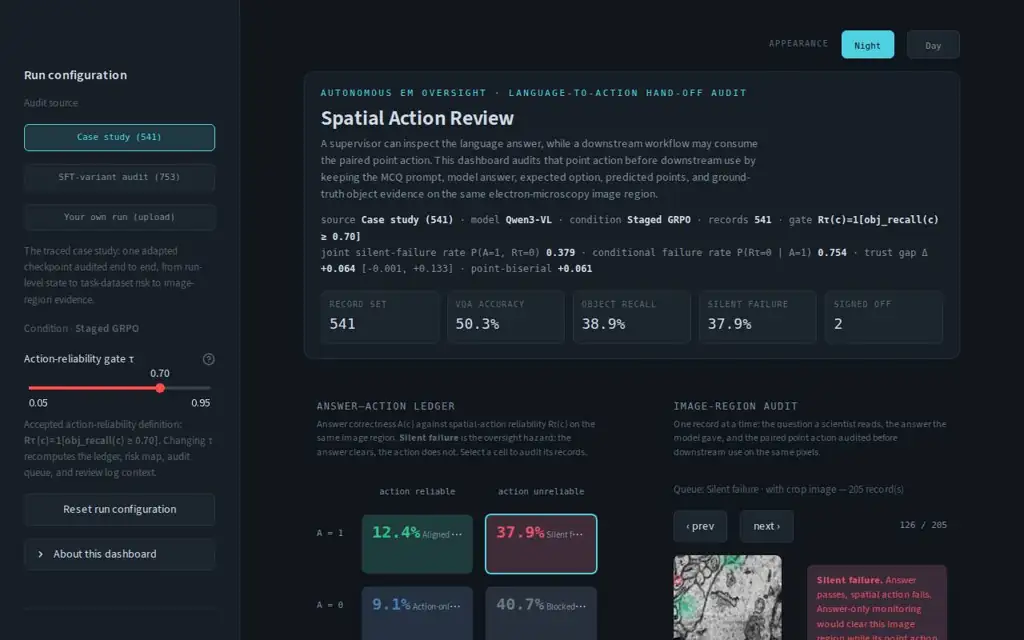 Run configuration
Audit source
Case study (541)
SFT-variant audit (753)
Your own run (upload)
The traced case study: one adapted
checkpoint audited end to end, from run-
level state to task-dataset risk to image-
region evidence.
Condition · Staged GRPO
Action-reliability gate τ
?
0.70
0.05
0.95
Accepted action-reliability definition:
Rτ(c)=1[obj_recall(c) ≥ 0.70]. Changing τ
recomputes the ledger, risk map, audit
queue, and review log context.
Reset run configuration
› About this dashboard
APPEARANCE
Night
Day
AUTONOMOUS EM OVERSIGHT · LANGUAGE-TO-ACTION HAND-OFF AUDIT
Spatial Action Review
A supervisor can inspect the language answer, while a downstream workflow may consume
the paired point action. This dashboard audits that point action before downstream use by
keeping the MCQ prompt, model answer, expected option, predicted points, and ground-
truth object evidence on the same electron-microscopy image region.
source Case study (541) · model Qwen3-VL · condition Staged GRPO · records 541 · gate Rτ(c)=1[obj_recall(c)
≥ 0.70]
joint silent-failure rate P(A=1, Rτ=0) 0.379 · conditional failure rate P(Rτ=0 | A=1) 0.754 · trust gap Δ
+0.064 [-0.001, +0.133] · point-biserial +0.061
RECORD SET
541
VQA ACCURACY
50.3%
OBJECT RECALL
38.9%
SILENT FAILURE
37.9%
SIGNED OFF
2
ANSWER–ACTION LEDGER
Answer correctness A(c) against spatial-action reliability Rτ(c) on the
same image region. Silent failure is the oversight hazard: the
answer clears, the action does not. Select a cell to audit its records.
action reliable
action unreliable
A = 1
12.4% Aligned ···
37.9% Silent f···
A = 0
9.1% Action-onl···
40.7% Blocked···
IMAGE-REGION AUDIT
One record at a time: the question a scientist reads, the answer the
model gave, and the paired point action audited before
downstream use on the same pixels.
Queue: Silent failure · with crop image — 205 record(s)
‹ prev
next ›
126 / 205
Silent failure. Answer
passes, spatial action fails.
Answer-only monitoring
would clear this image
region while its point action